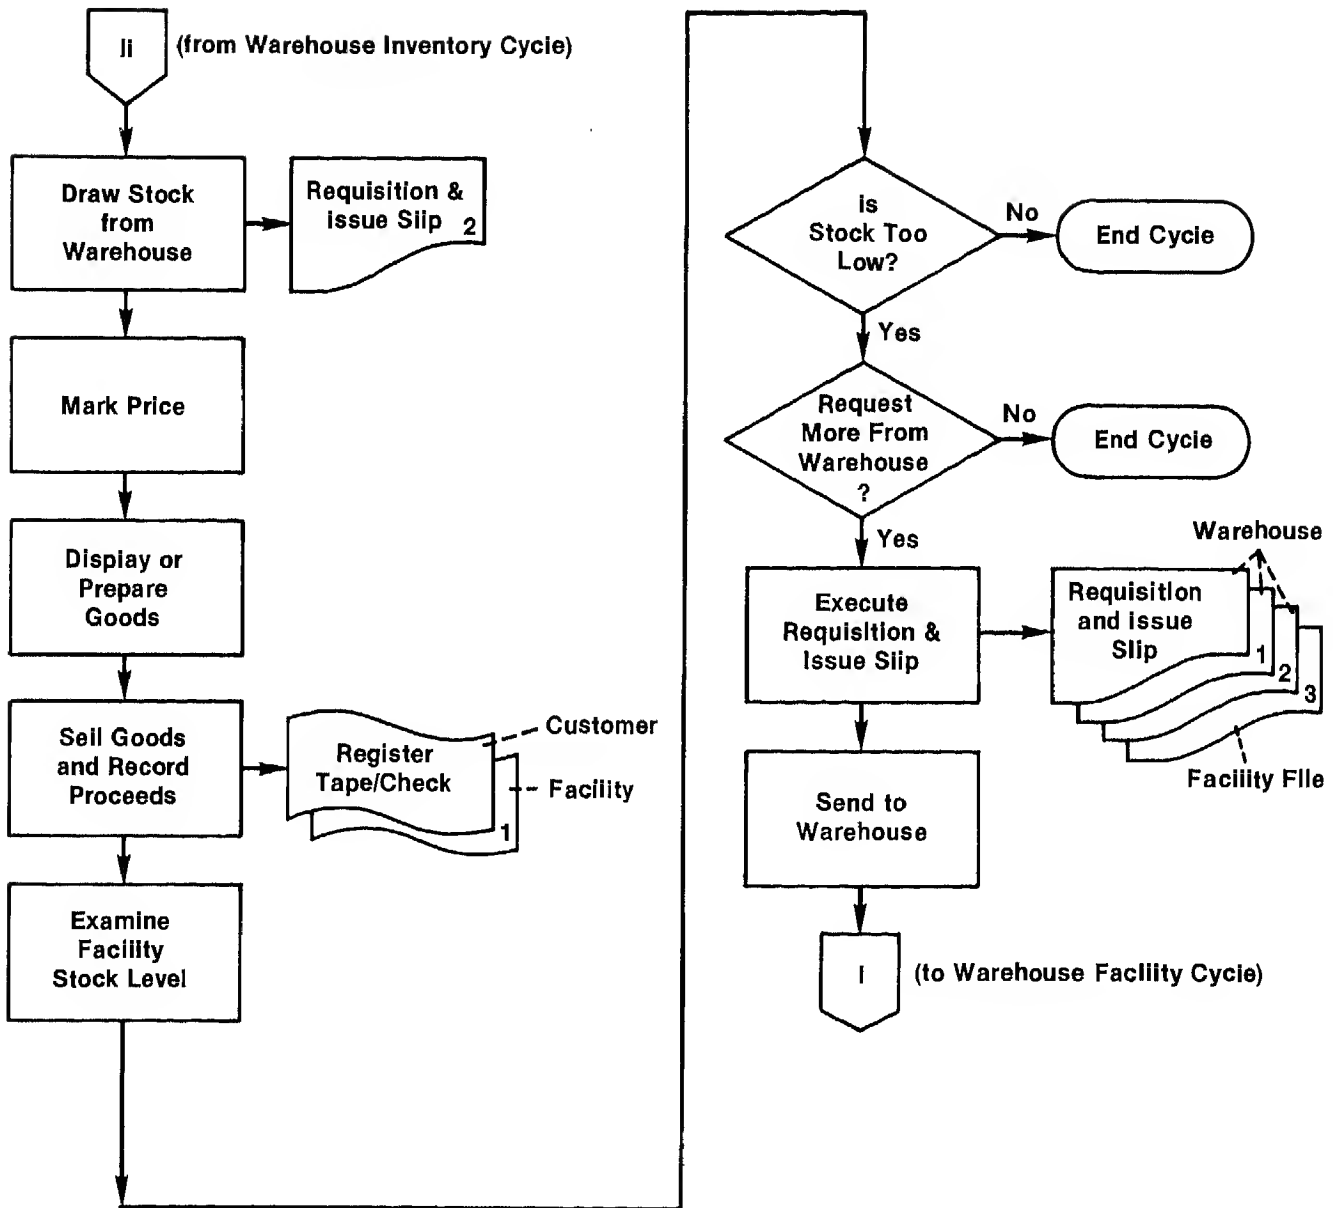 Ii
(from Warehouse Inventory Cycle)
Draw Stock
from
Warehouse
Requisition &
issue Slip 2
Mark Price
Display or
Prepare
Goods
Sell Goods
and Record
Proceeds
Register
Tape/Check
1
Customer
Facility
Examine
Facility
Stock Level
is
Stock Too
Low?
No
End Cycle
Yes
Request
More From
Warehouse
?
No
End Cycle
Yes
Execute
Requisition &
Issue Slip
Warehouse
Requisition
and issue
Slip
1
2
3
Facility File
Send to
Warehouse
I
(to Warehouse Facility Cycle)